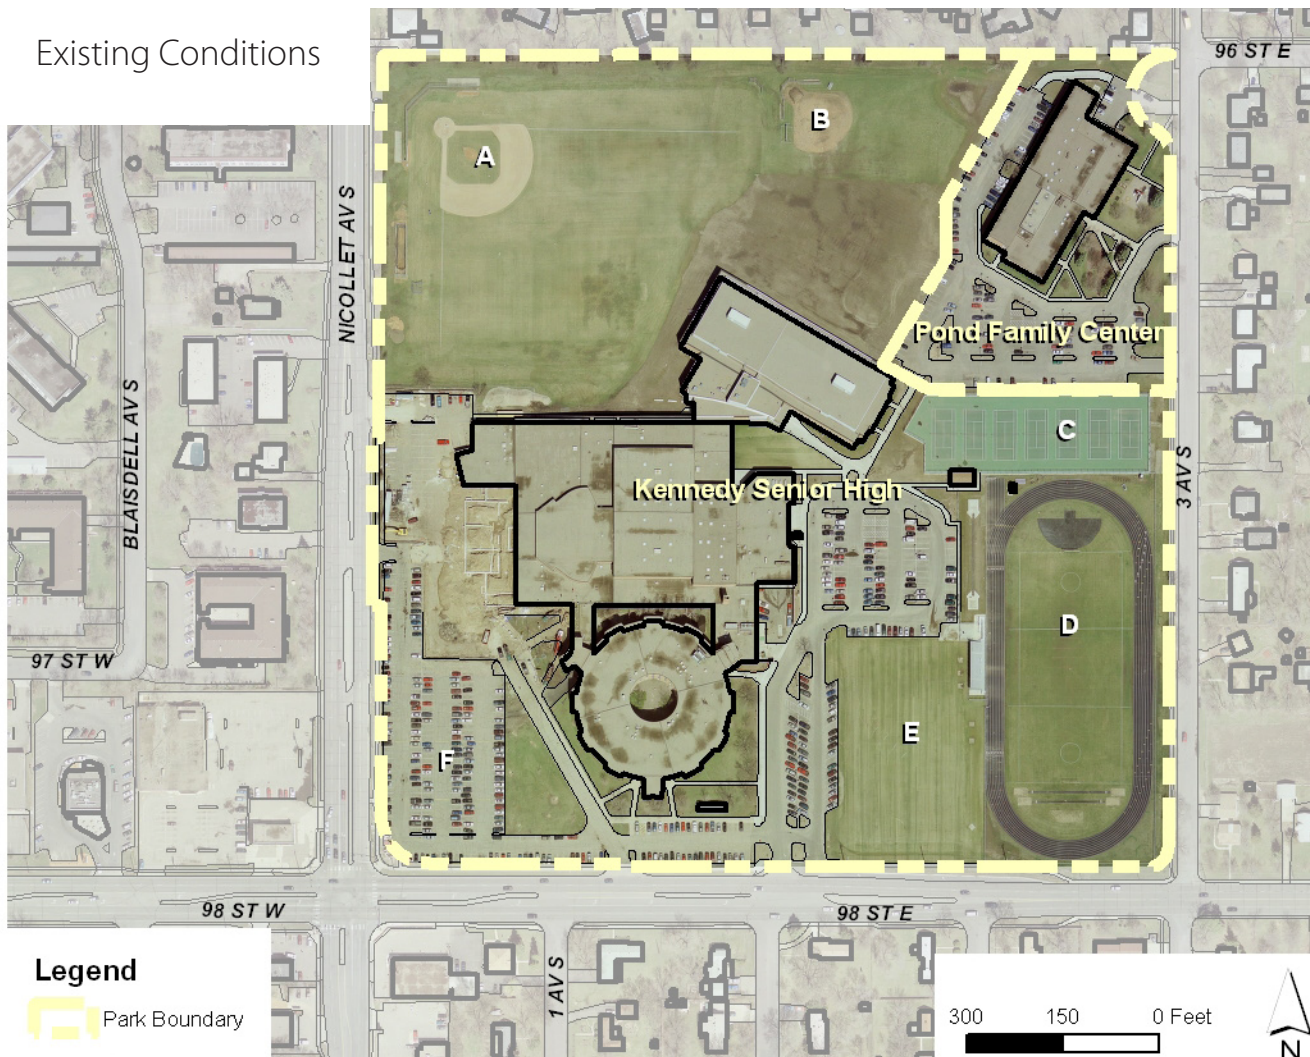 Existing Conditions
96 ST E
A
B
NICOLLET AV S
BLAISDELL AV S
Pond Family Center
C
3 AV S
Kennedy Senior High
D
97 ST W
E
F
98 ST W
98 ST E
1 AV S
Legend
Park Boundary
300 150 0 Feet
N